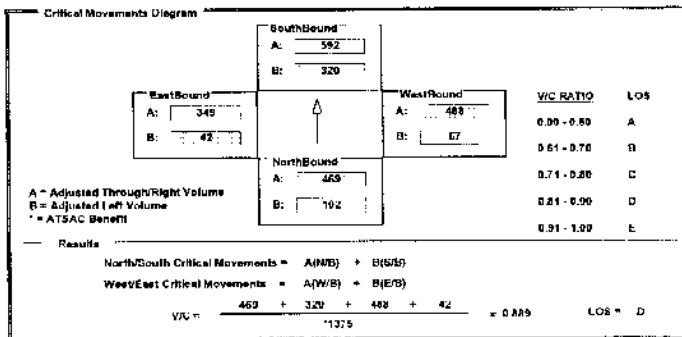 Critical Movements Diagram
SouthBound
A: 592
B: 320
EastBound
A: 349
B: 42
WestBound
A: 488
B: 67
NorthBound
A: 469
B: 192
V/C RATIO LOS
0.00 - 0.60 A
0.61 - 0.70 B
0.71 - 0.80 C
0.81 - 0.90 D
0.91 - 1.00 E
A = Adjusted Through/Right Volume
B = Adjusted Left Volume
* = ATSAC Benefit
Results
North/South Critical Movements = A(N/B) + B(S/B)
West/East Critical Movements = A(W/B) + B(E/B)
V/C = 469 + 320 + 488 + 42 = 0.889 LOS = D
*1375